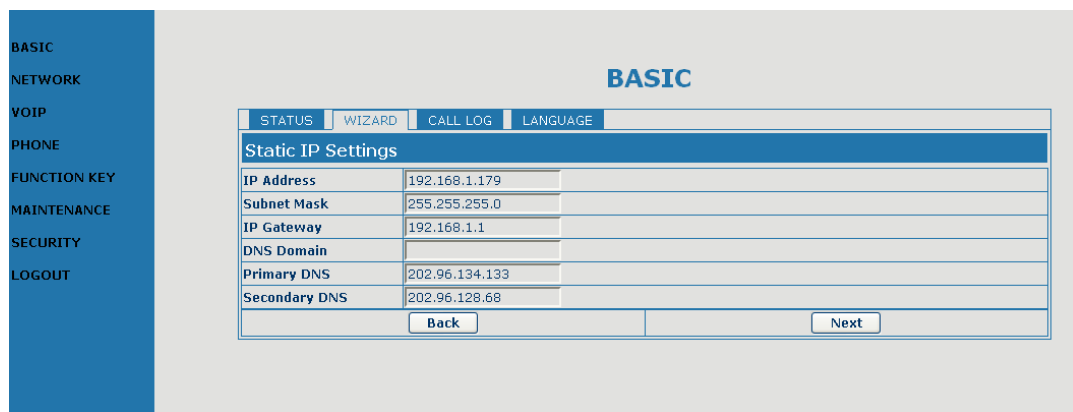 BASIC
NETWORK
VOIP
PHONE
FUNCTION KEY
MAINTENANCE
SECURITY
LOGOUT
BASIC
STATUS WIZARD CALL LOG LANGUAGE
Static IP Settings
IP Address 192.168.1.179
Subnet Mask 255.255.255.0
IP Gateway 192.168.1.1
DNS Domain
Primary DNS 202.96.134.133
Secondary DNS 202.96.128.68
Back Next